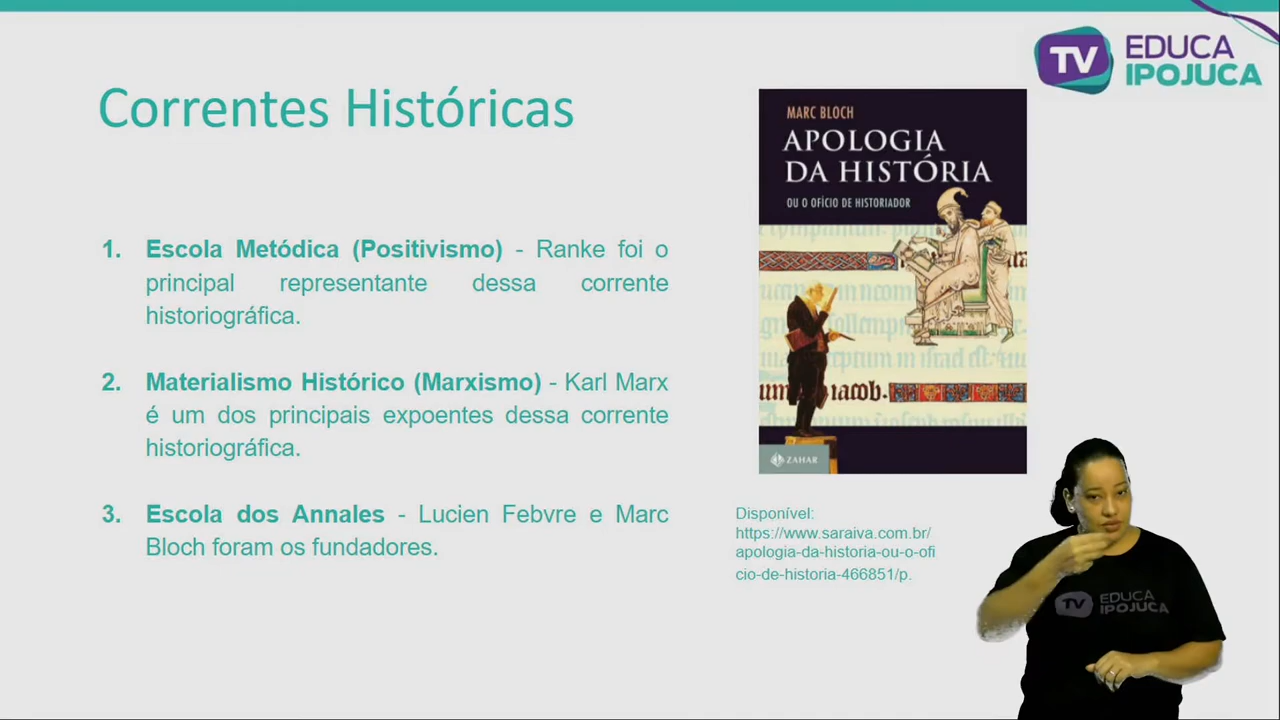 TV EDUCA
IPOJUCA
Correntes Históricas
MARC BLOCH
APOLOGIA
DA HISTÓRIA
OU O OFÍCIO DE HISTORIADOR
1. Escola Metódica (Positivismo) - Ranke foi o
principal representante dessa corrente
historiográfica.
2. Materialismo Histórico (Marxismo) - Karl Marx
é um dos principais expoentes dessa corrente
historiográfica.
3. Escola dos Annales - Lucien Febvre e Marc
Bloch foram os fundadores.
iacob.
ZAHAR
Disponível:
https://www.saraiva.com.br/
apologia-da-historia-ou-o-ofi
cio-de-historia-466851/p.
TV EDUCA
IPOJUCA